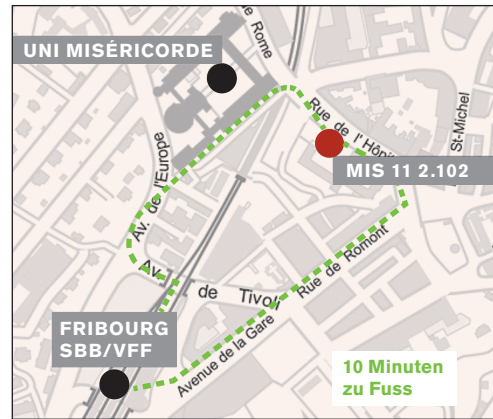 UNI MISÉRICORDE
de Rome
Rue de l' Hôpi
St-Michel
MIS 11 2.102
Av. de l'Europe
Av.
de Tivoli
Rue de Romont
Avenue de la Gare
FRIBOURG
SBB/VFF
10 Minuten
zu Fuss